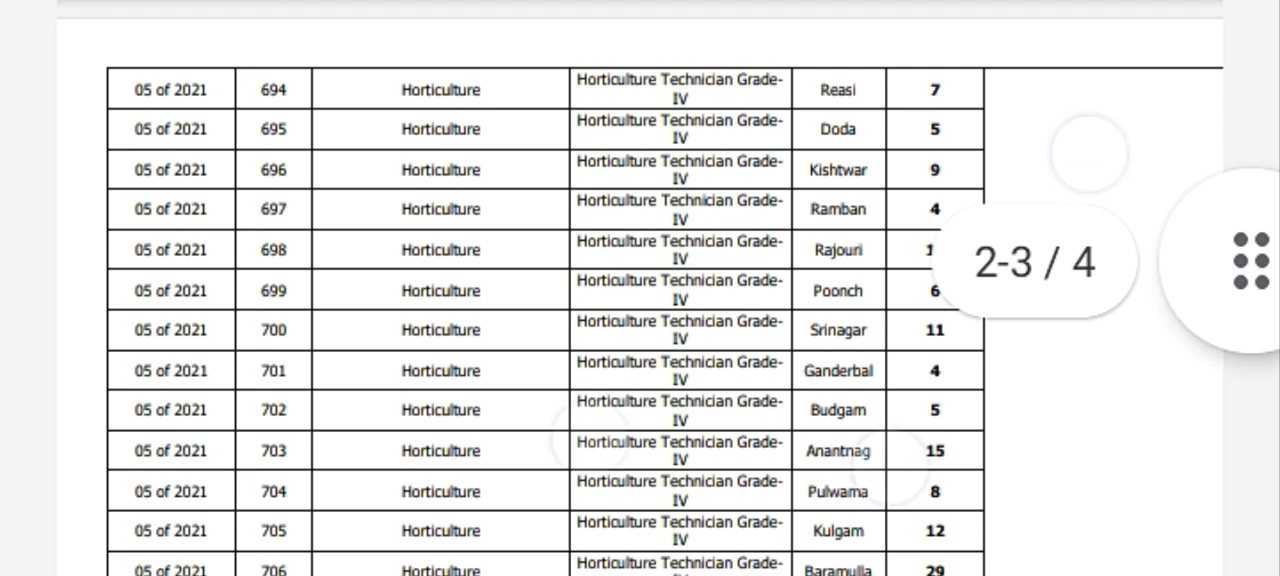 05 of 2021 694 Horticulture Horticulture Technician Grade-IV Reasi 7
05 of 2021 695 Horticulture Horticulture Technician Grade-IV Doda 5
05 of 2021 696 Horticulture Horticulture Technician Grade-IV Kishtwar 9
05 of 2021 697 Horticulture Horticulture Technician Grade-IV Ramban 4
05 of 2021 698 Horticulture Horticulture Technician Grade-IV Rajouri
05 of 2021 699 Horticulture Horticulture Technician Grade-IV Poonch 6
2-3 / 4
05 of 2021 700 Horticulture Horticulture Technician Grade-IV Srinagar 11
05 of 2021 701 Horticulture Horticulture Technician Grade-IV Ganderbal 4
05 of 2021 702 Horticulture Horticulture Technician Grade-IV Budgam 5
05 of 2021 703 Horticulture Horticulture Technician Grade-IV Anantnag 15
05 of 2021 704 Horticulture Horticulture Technician Grade-IV Pulwama 8
05 of 2021 705 Horticulture Horticulture Technician Grade-IV Kulgam 12
05 of 2021 706 Horticulture Horticulture Technician Grade- Baramulla 29